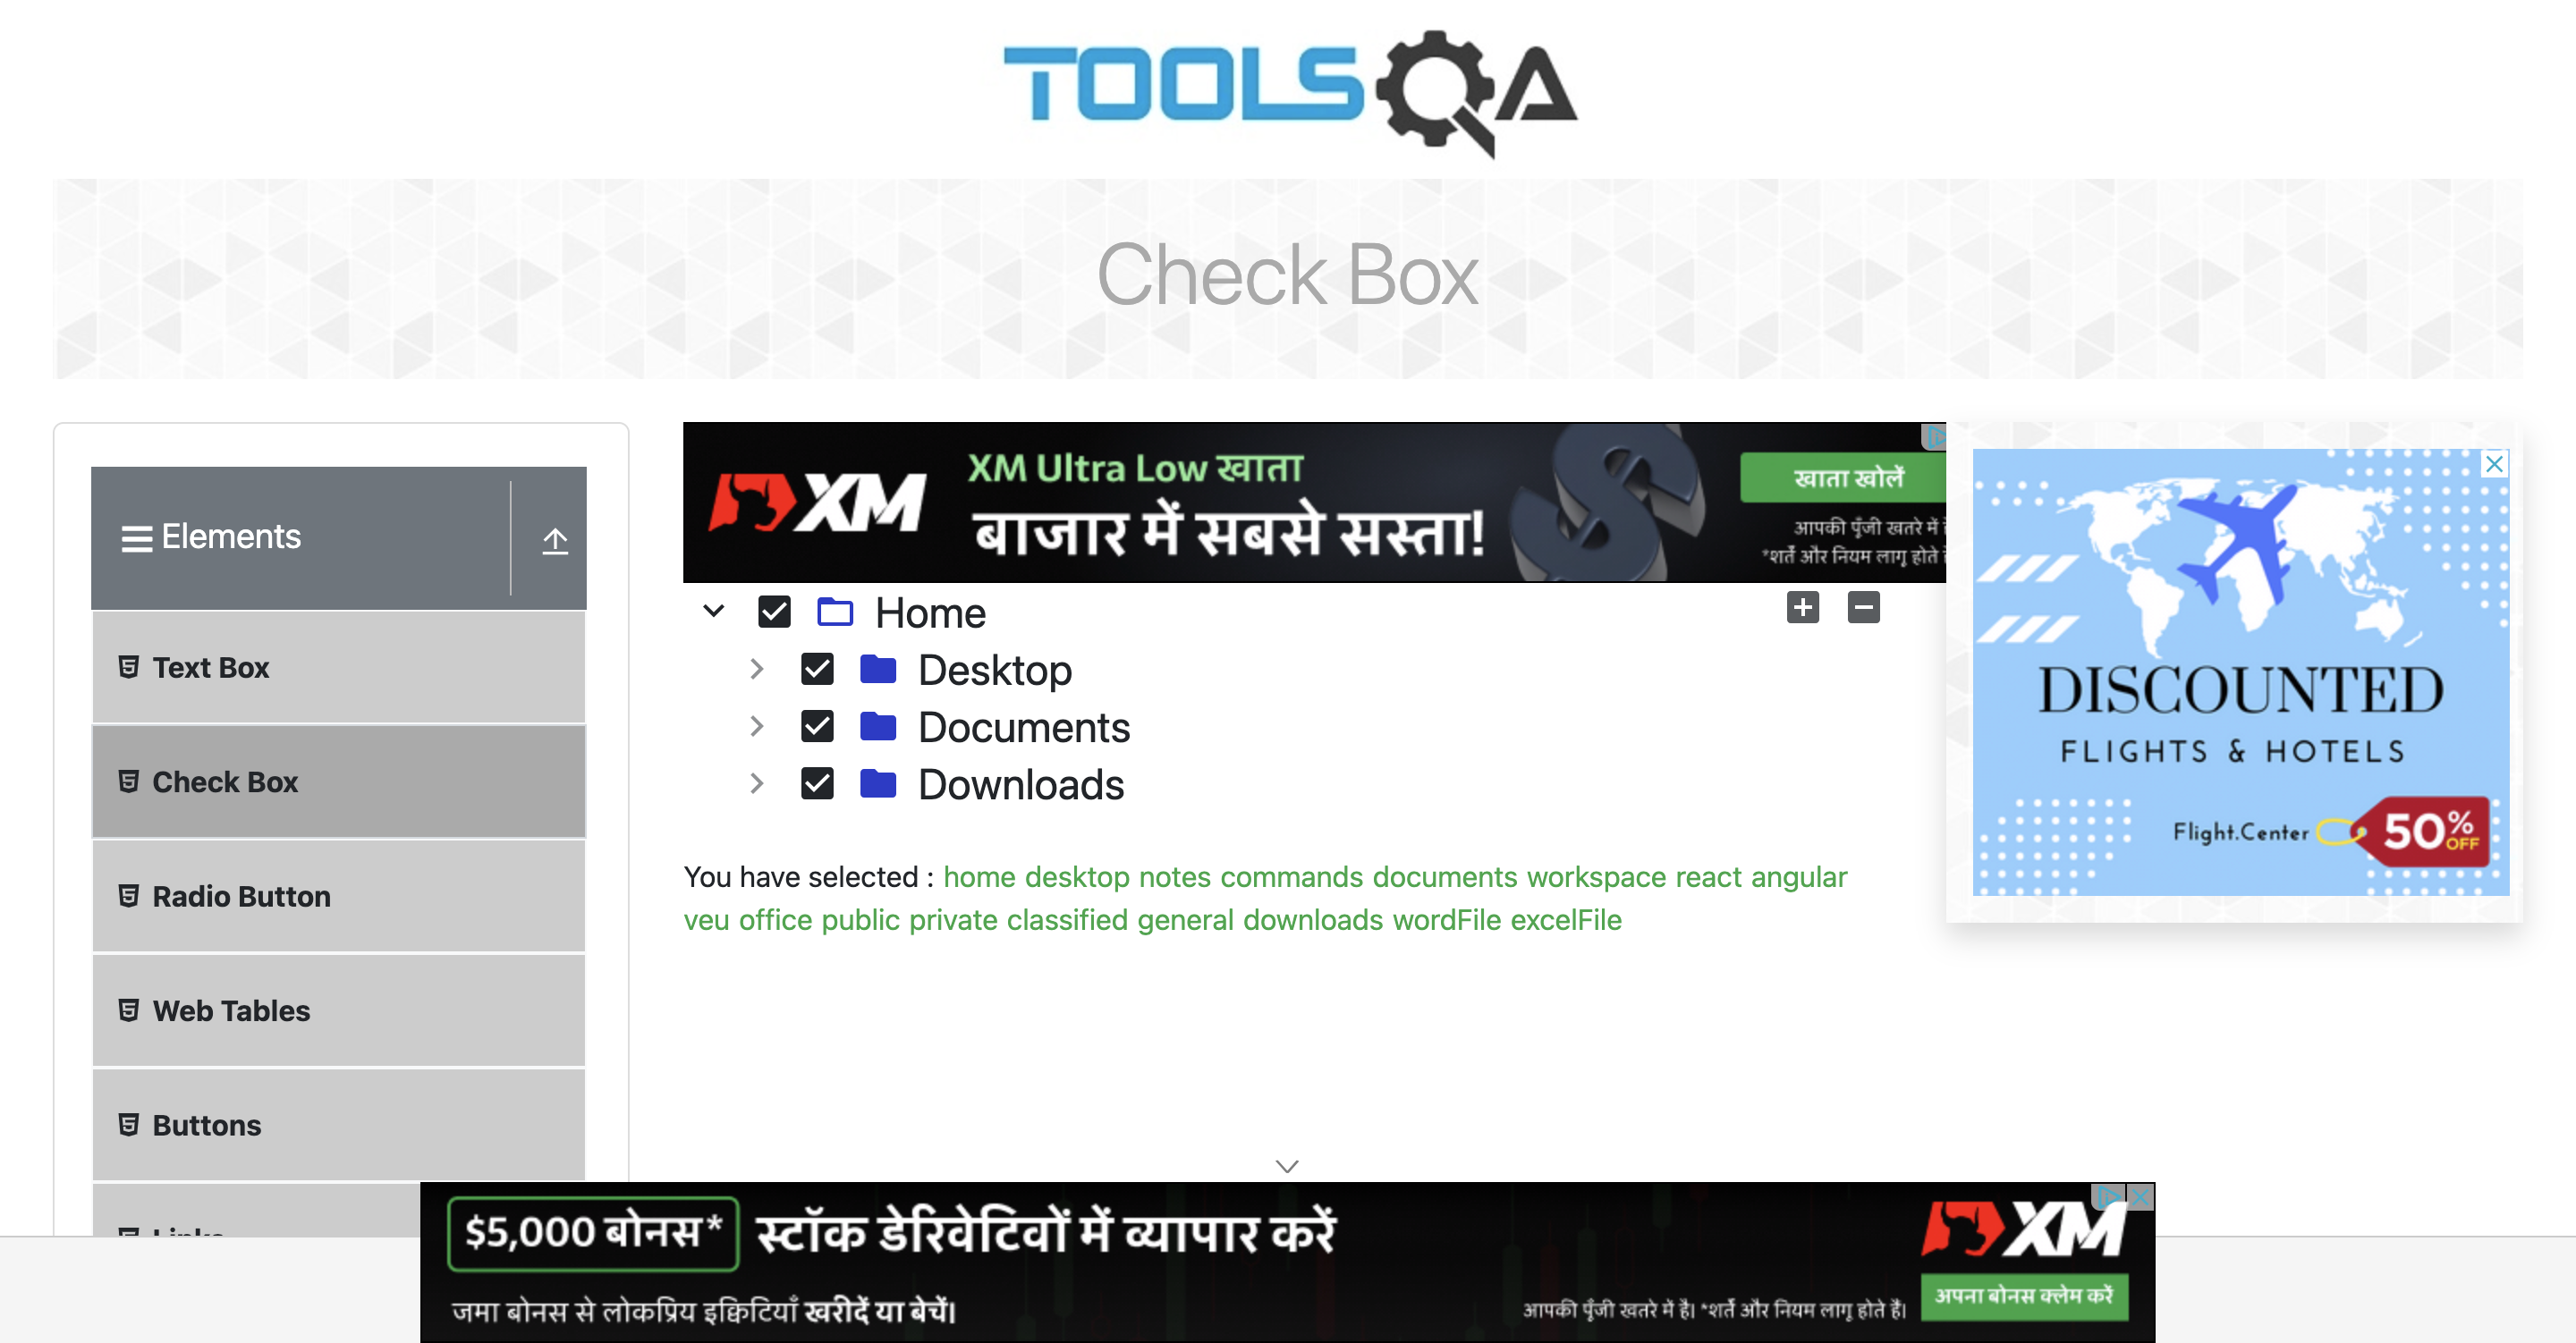 TOOLSQA
Check Box
Elements
Text Box
Check Box
Radio Button
Web Tables
Buttons
XM
XM Ultra Low खाता
बाजार में सबसे सस्ता!
खाता खोलें
आपकी पूँजी खतरे में
*शर्तें और नियम लागू होते
Home
Desktop
Documents
Downloads
You have selected : home desktop notes commands documents workspace react angular
veu office public private classified general downloads wordFile excelFile
DISCOUNTED
FLIGHTS & HOTELS
Flight.Center
50% OFF
$5,000 बोनस* स्टॉक डेरिवेटिवों में व्यापार करें
जमा बोनस से लोकप्रिय इक्विटियाँ खरीदें या बेचें।
आपकी पूँजी खतरे में है। *शर्तें और नियम लागू होते हैं।
XM
अपना बोनस क्लेम करें